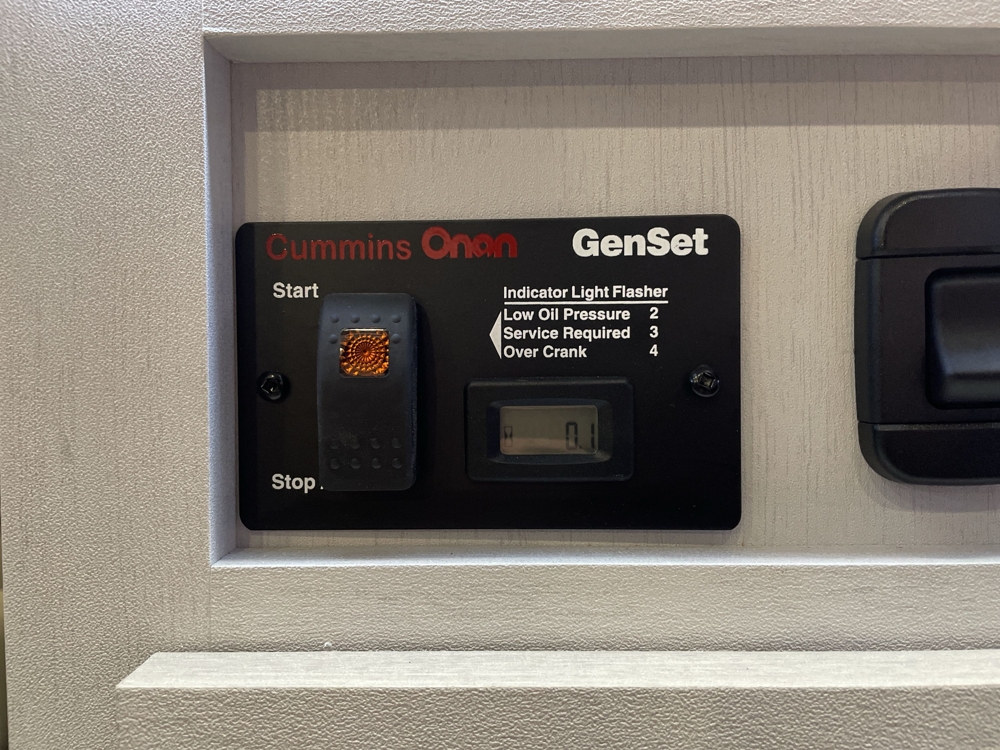 Cummins Onan GenSet
Start
Indicator Light Flasher
Low Oil Pressure 2
Service Required 3
Over Crank 4
0.1
Stop